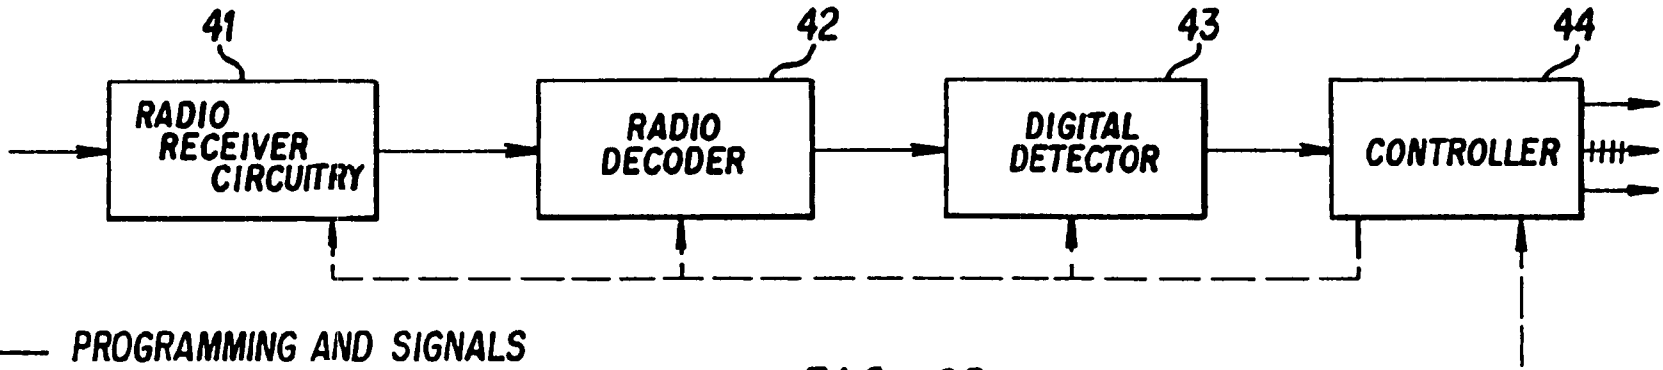 41
42
43
44
RADIO
RECEIVER
CIRCUITRY
RADIO
DECODER
DIGITAL
DETECTOR
CONTROLLER
PROGRAMMING AND SIGNALS